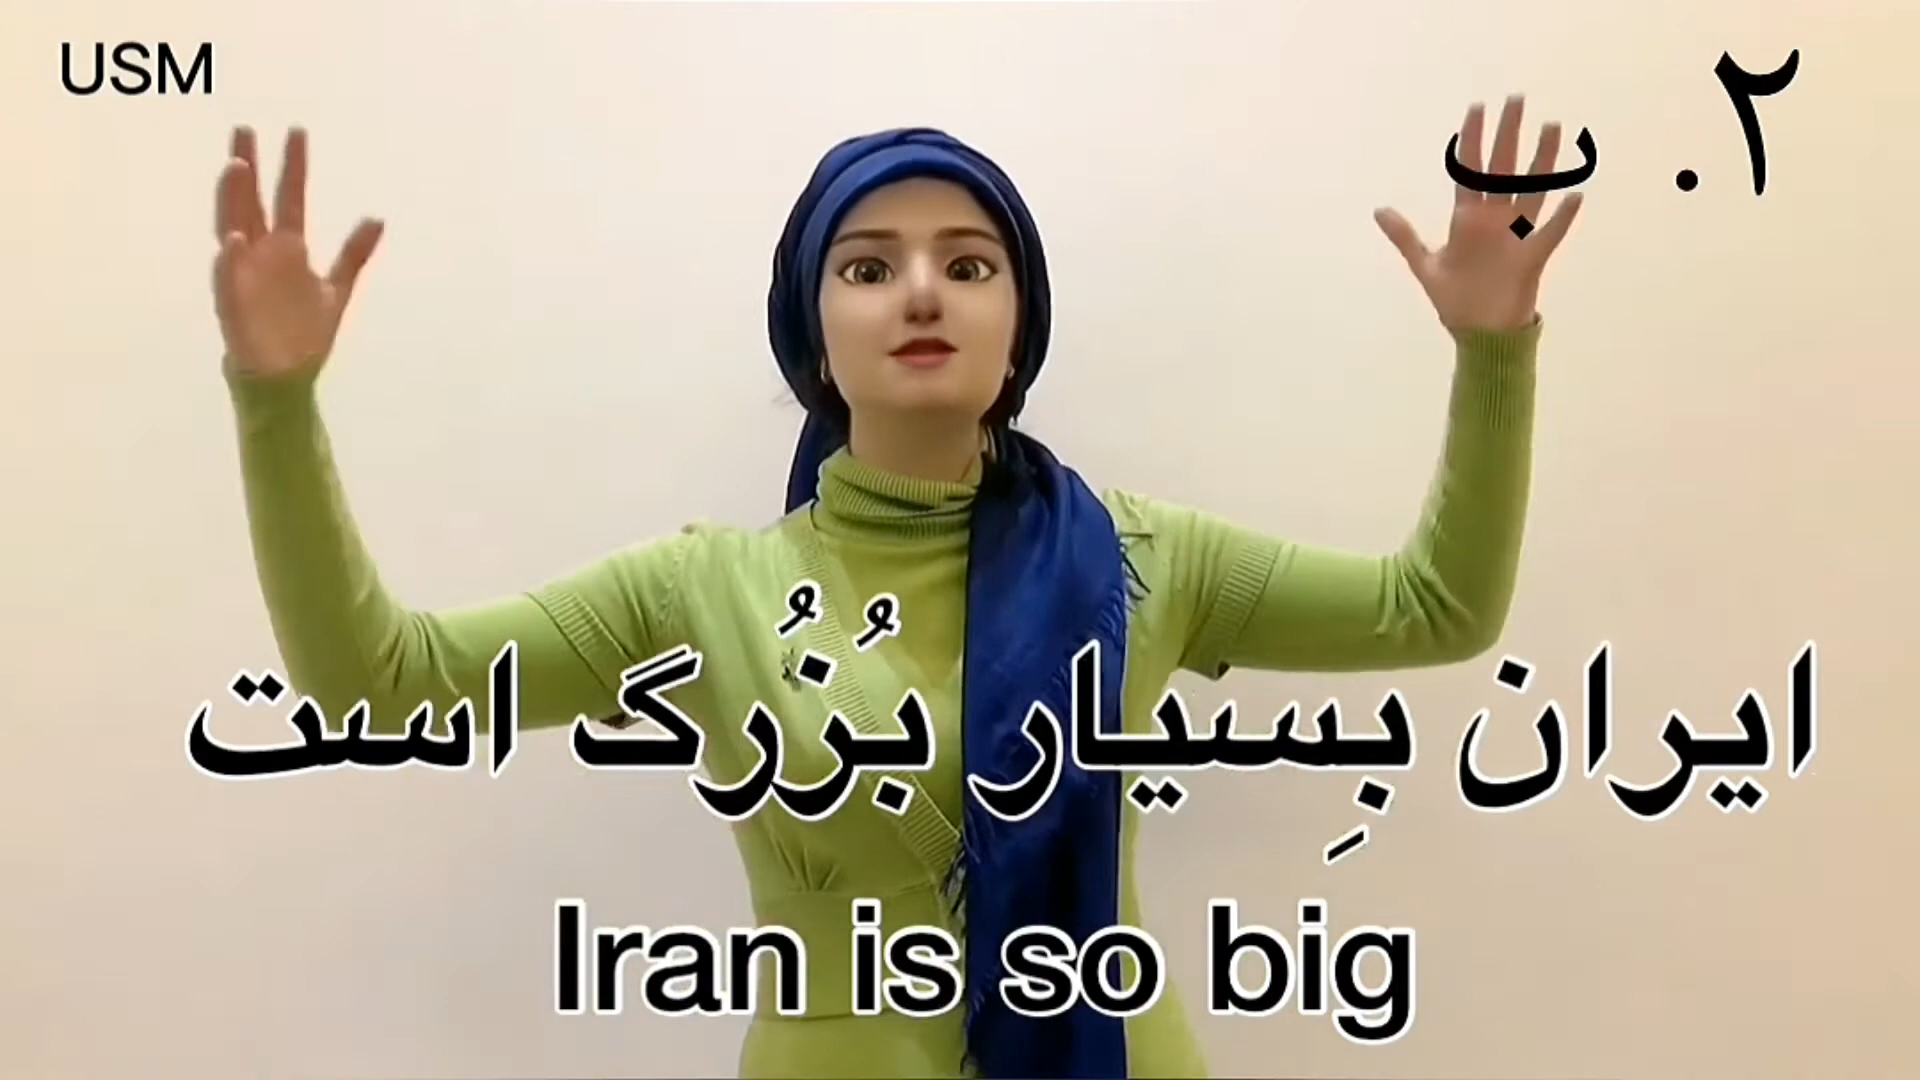 USM
۲. ب
ایران بِسیار بُزُرگ است
Iran is so big